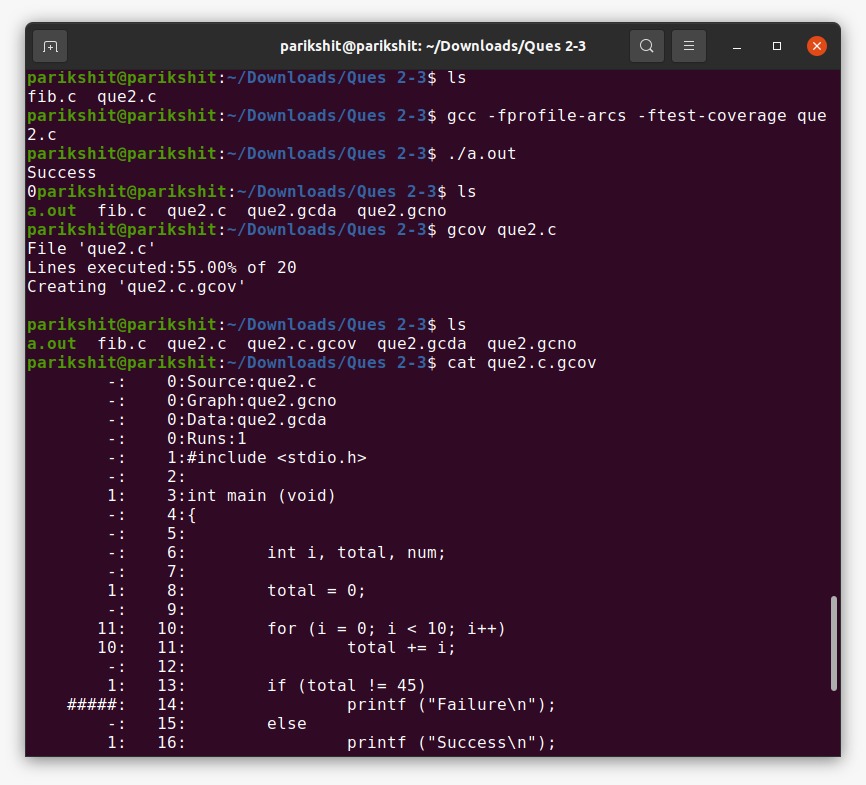 parikshit@parikshit: ~/Downloads/Ques 2-3
parikshit@parikshit:~/Downloads/Ques 2-3$ ls
fib.c  que2.c
parikshit@parikshit:~/Downloads/Ques 2-3$ gcc -fprofile-arcs -ftest-coverage que
2.c
parikshit@parikshit:~/Downloads/Ques 2-3$ ./a.out
Success
0parikshit@parikshit:~/Downloads/Ques 2-3$ ls
a.out  fib.c  que2.c  que2.gcda  que2.gcno
parikshit@parikshit:~/Downloads/Ques 2-3$ gcov que2.c
File 'que2.c'
Lines executed:55.00% of 20
Creating 'que2.c.gcov'
parikshit@parikshit:~/Downloads/Ques 2-3$ ls
a.out  fib.c  que2.c  que2.c.gcov  que2.gcda  que2.gcno
parikshit@parikshit:~/Downloads/Ques 2-3$ cat que2.c.gcov
        -:    0:Source:que2.c
        -:    0:Graph:que2.gcno
        -:    0:Data:que2.gcda
        -:    0:Runs:1
        -:    1:#include <stdio.h>
        -:    2:
        1:    3:int main (void)
        -:    4:{
        -:    5:
        -:    6:        int i, total, num;
        -:    7:
        1:    8:        total = 0;
        -:    9:
       11:   10:        for (i = 0; i < 10; i++)
       10:   11:                total += i;
        -:   12:
        1:   13:        if (total != 45)
    #####:   14:                printf ("Failure\n");
        -:   15:        else
        1:   16:                printf ("Success\n");